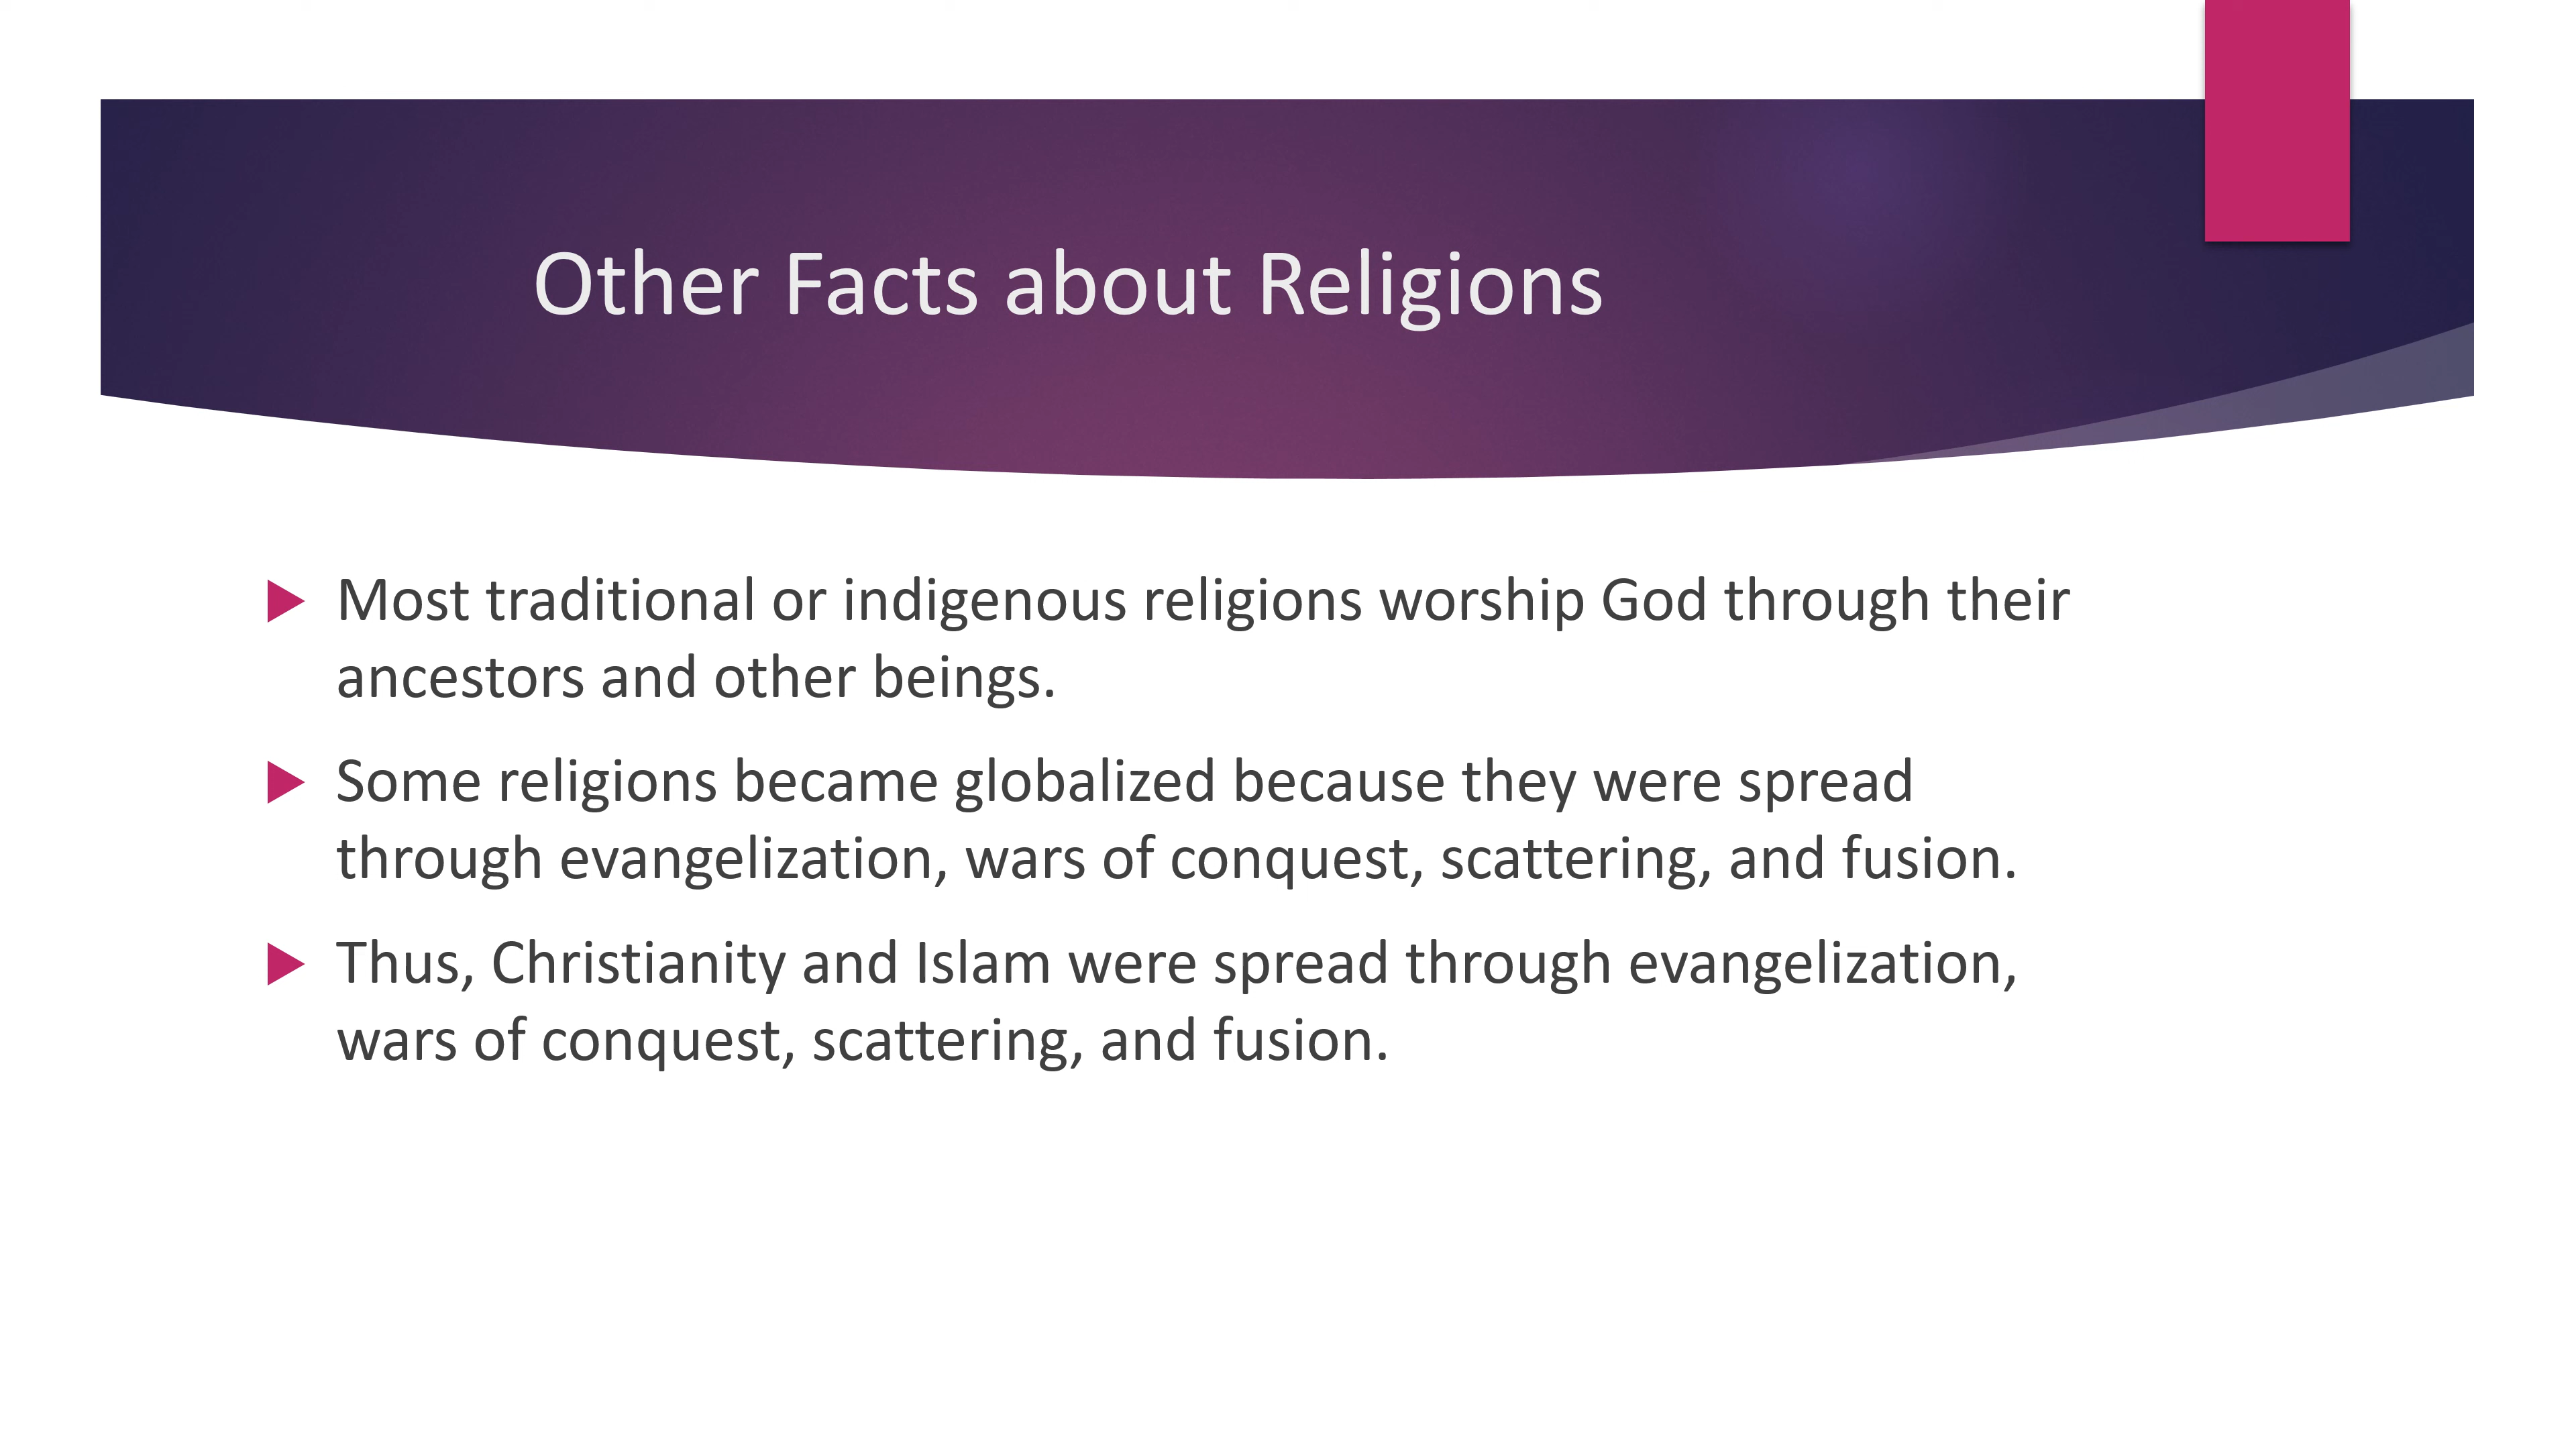 Other Facts about Religions
Most traditional or indigenous religions worship God through their
ancestors and other beings.
Some religions became globalized because they were spread
through evangelization, wars of conquest, scattering, and fusion.
Thus, Christianity and Islam were spread through evangelization,
wars of conquest, scattering, and fusion.